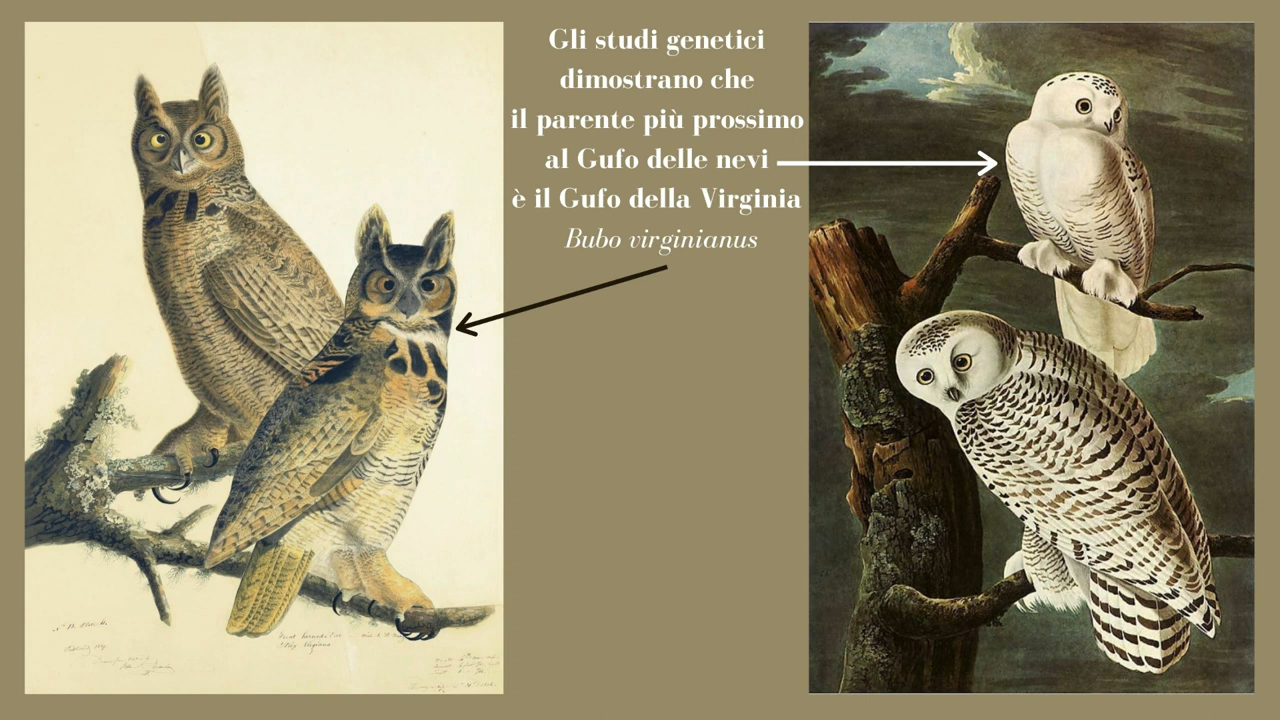 Gli studi genetici
dimostrano che
il parente più prossimo
al Gufo delle nevi
è il Gufo della Virginia
Bubo virginianus